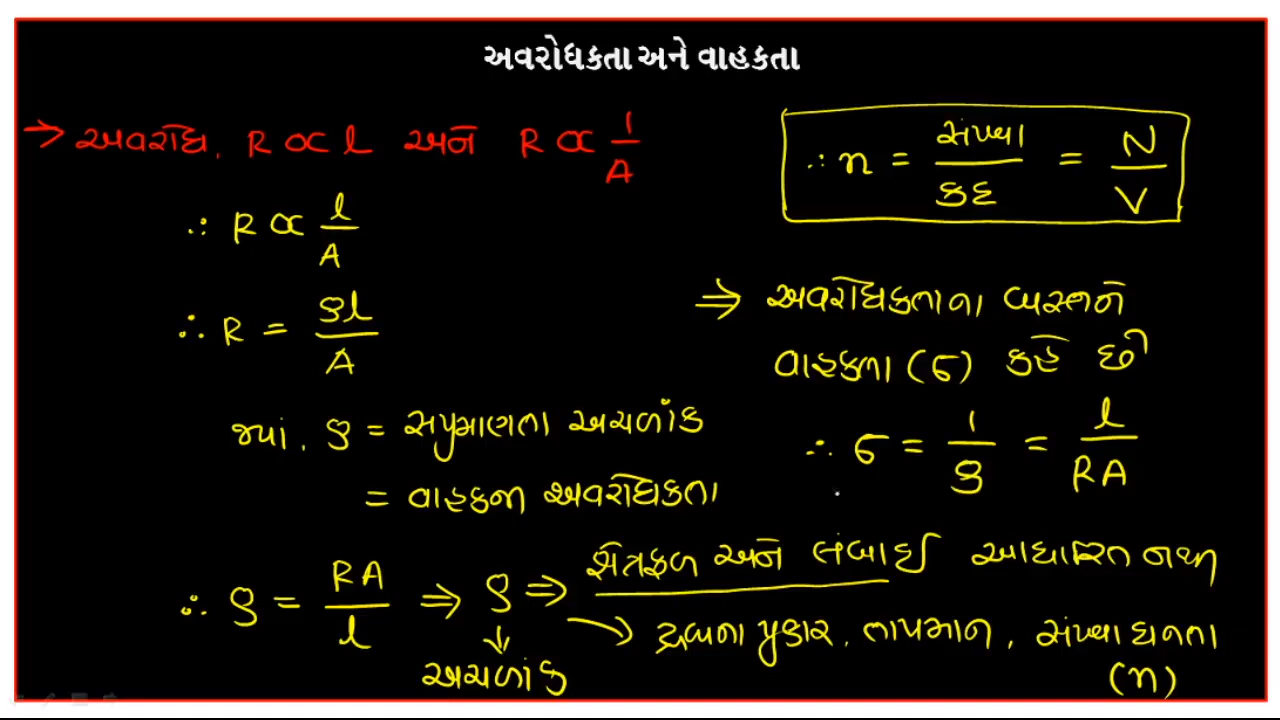 અવરોધકતા અને વાહકતા
→ અવરોધ, R ∝ l અને R ∝ 1/A
∴ R ∝ l/A
∴ R = ρl/A
જ્યાં, ρ = સપ્રમાણતા અચળાંક
= વાહકનો અવરોધકતા
∴ ρ = RA/l ⇒ ρ ⇒ ક્ષેત્રફળ અને લંબાઈ આધારિત નથી
↓
અચળાંક
→ દ્રવ્યના પ્રકાર, તાપમાન, સંખ્યા ઘનતા
(n)
∴ n = સંખ્યા/કદ = N/V
⇒ અવરોધકતાના વ્યસ્તને
વાહકતા (σ) કહે છે
∴ σ = 1/ρ = l/RA